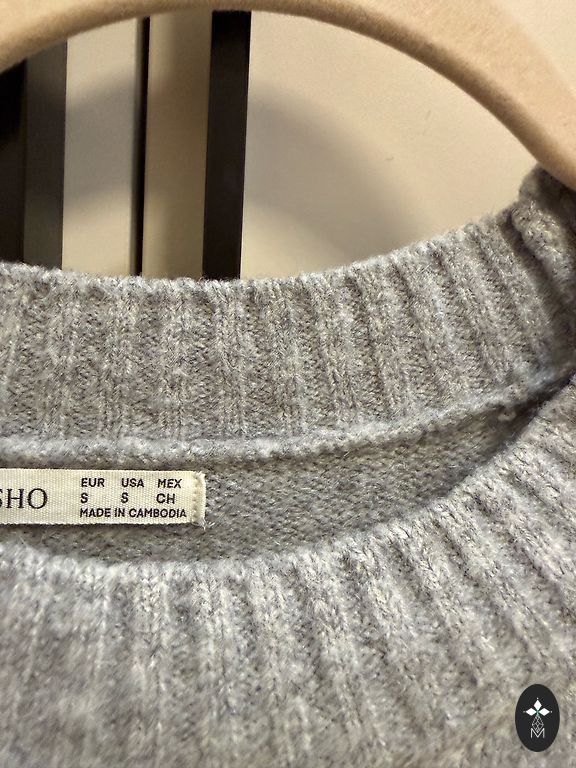 SHO
EUR USA MEX
S S CH
MADE IN CAMBODIA
M